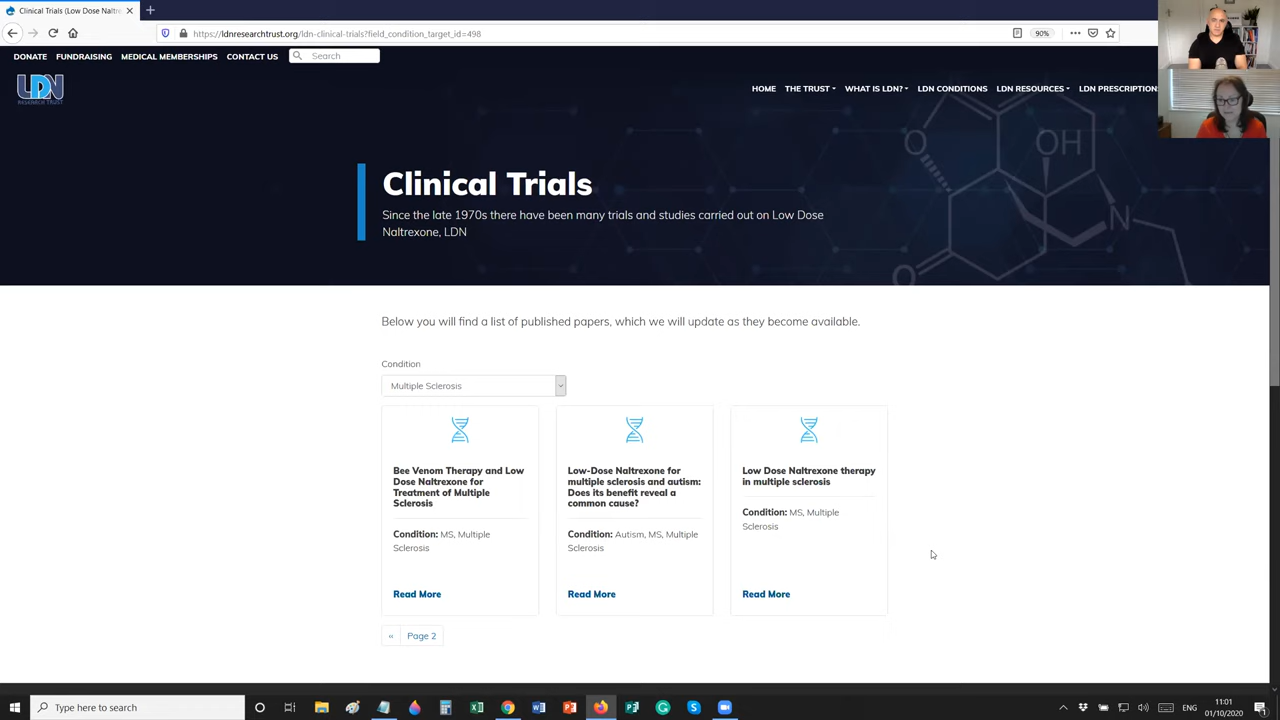 Clinical Trials (Low Dose Naltre
https://ldnresearchtrust.org/ldn-clinical-trials?field_condition_target_id=498
90%
DONATE FUNDRAISING MEDICAL MEMBERSHIPS CONTACT US Search
LDN
RESEARCH TRUST
HOME THE TRUST WHAT IS LDN? LDN CONDITIONS LDN RESOURCES LDN PRESCRIPTION
O
OH
N
O
Clinical Trials
Since the late 1970s there have been many trials and studies carried out on Low Dose
Naltrexone, LDN
Below you will find a list of published papers, which we will update as they become available.
Condition
Multiple Sclerosis
Bee Venom Therapy and Low
Dose Naltrexone for
Treatment of Multiple
Sclerosis
Condition: MS, Multiple
Sclerosis
Read More
Low-Dose Naltrexone for
multiple sclerosis and autism:
Does its benefit reveal a
common cause?
Condition: Autism, MS, Multiple
Sclerosis
Read More
Low Dose Naltrexone therapy
in multiple sclerosis
Condition: MS, Multiple
Sclerosis
Read More
‹‹ Page 2
Type here to search
ENG
11:01
01/10/2020